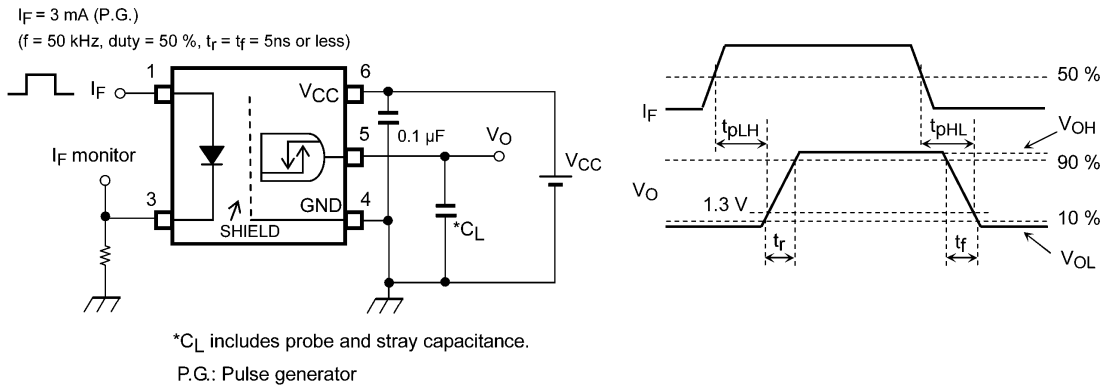 IF = 3 mA (P.G.)
(f = 50 kHz, duty = 50 %, tr = tf = 5ns or less)
1
IF
IF monitor
3
6
VCC
5
0.1 µF
VO
VCC
GND
4
SHIELD
*CL
*CL includes probe and stray capacitance.
P.G.: Pulse generator
50 %
IF
tpLH
tpHL
VOH
90 %
VO
1.3 V
10 %
tr
tf
VOL